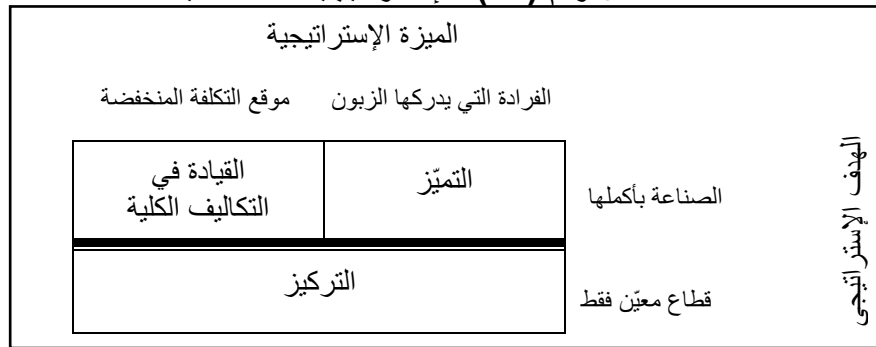 الميزة الإستراتيجية
الفرادة التي يدركها الزبون موقع التكلفة المنخفضة
الهدف الإستراتيجى
الصناعة بأكملها
التميّز
القيادة في
التكاليف الكلية
قطاع معيّن فقط
التركيز